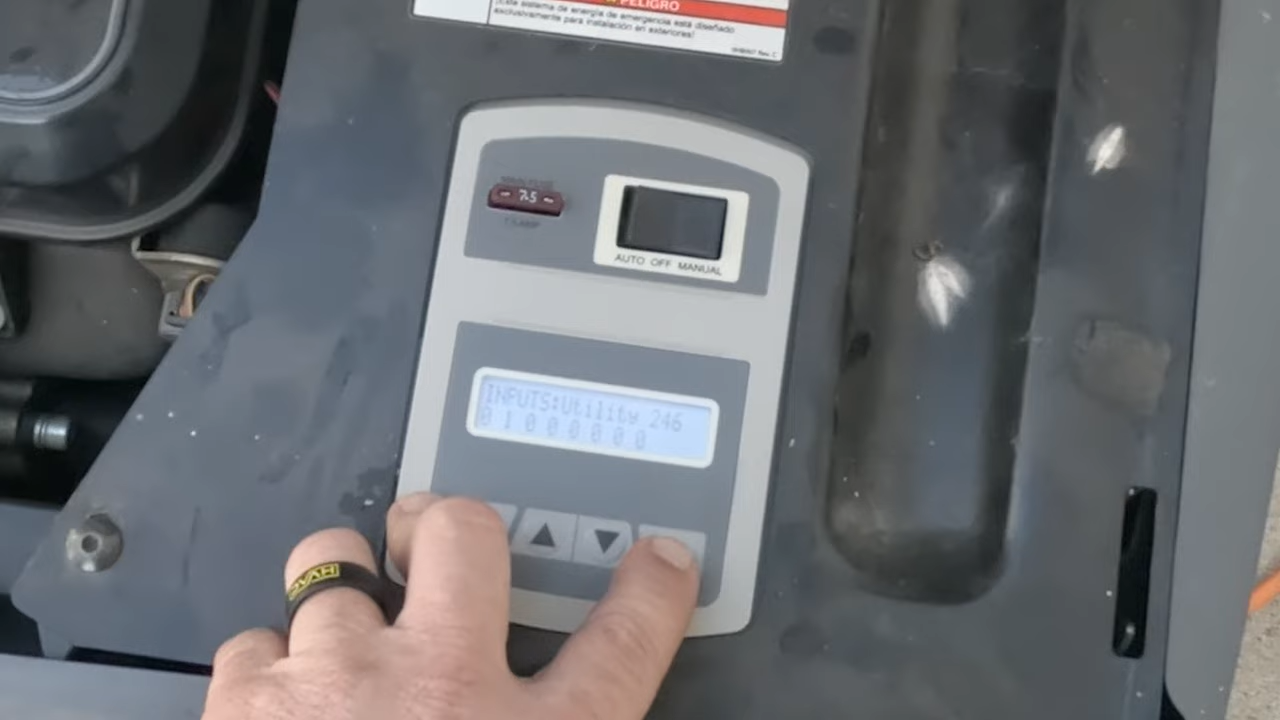 PELIGRO
¡Este sistema de energía de emergencia está diseñado
exclusivamente para instalación en exteriores!
7.5
AUTO OFF MANUAL
INPUTS:Utility 246
0 1 0 0 0 0 0 0